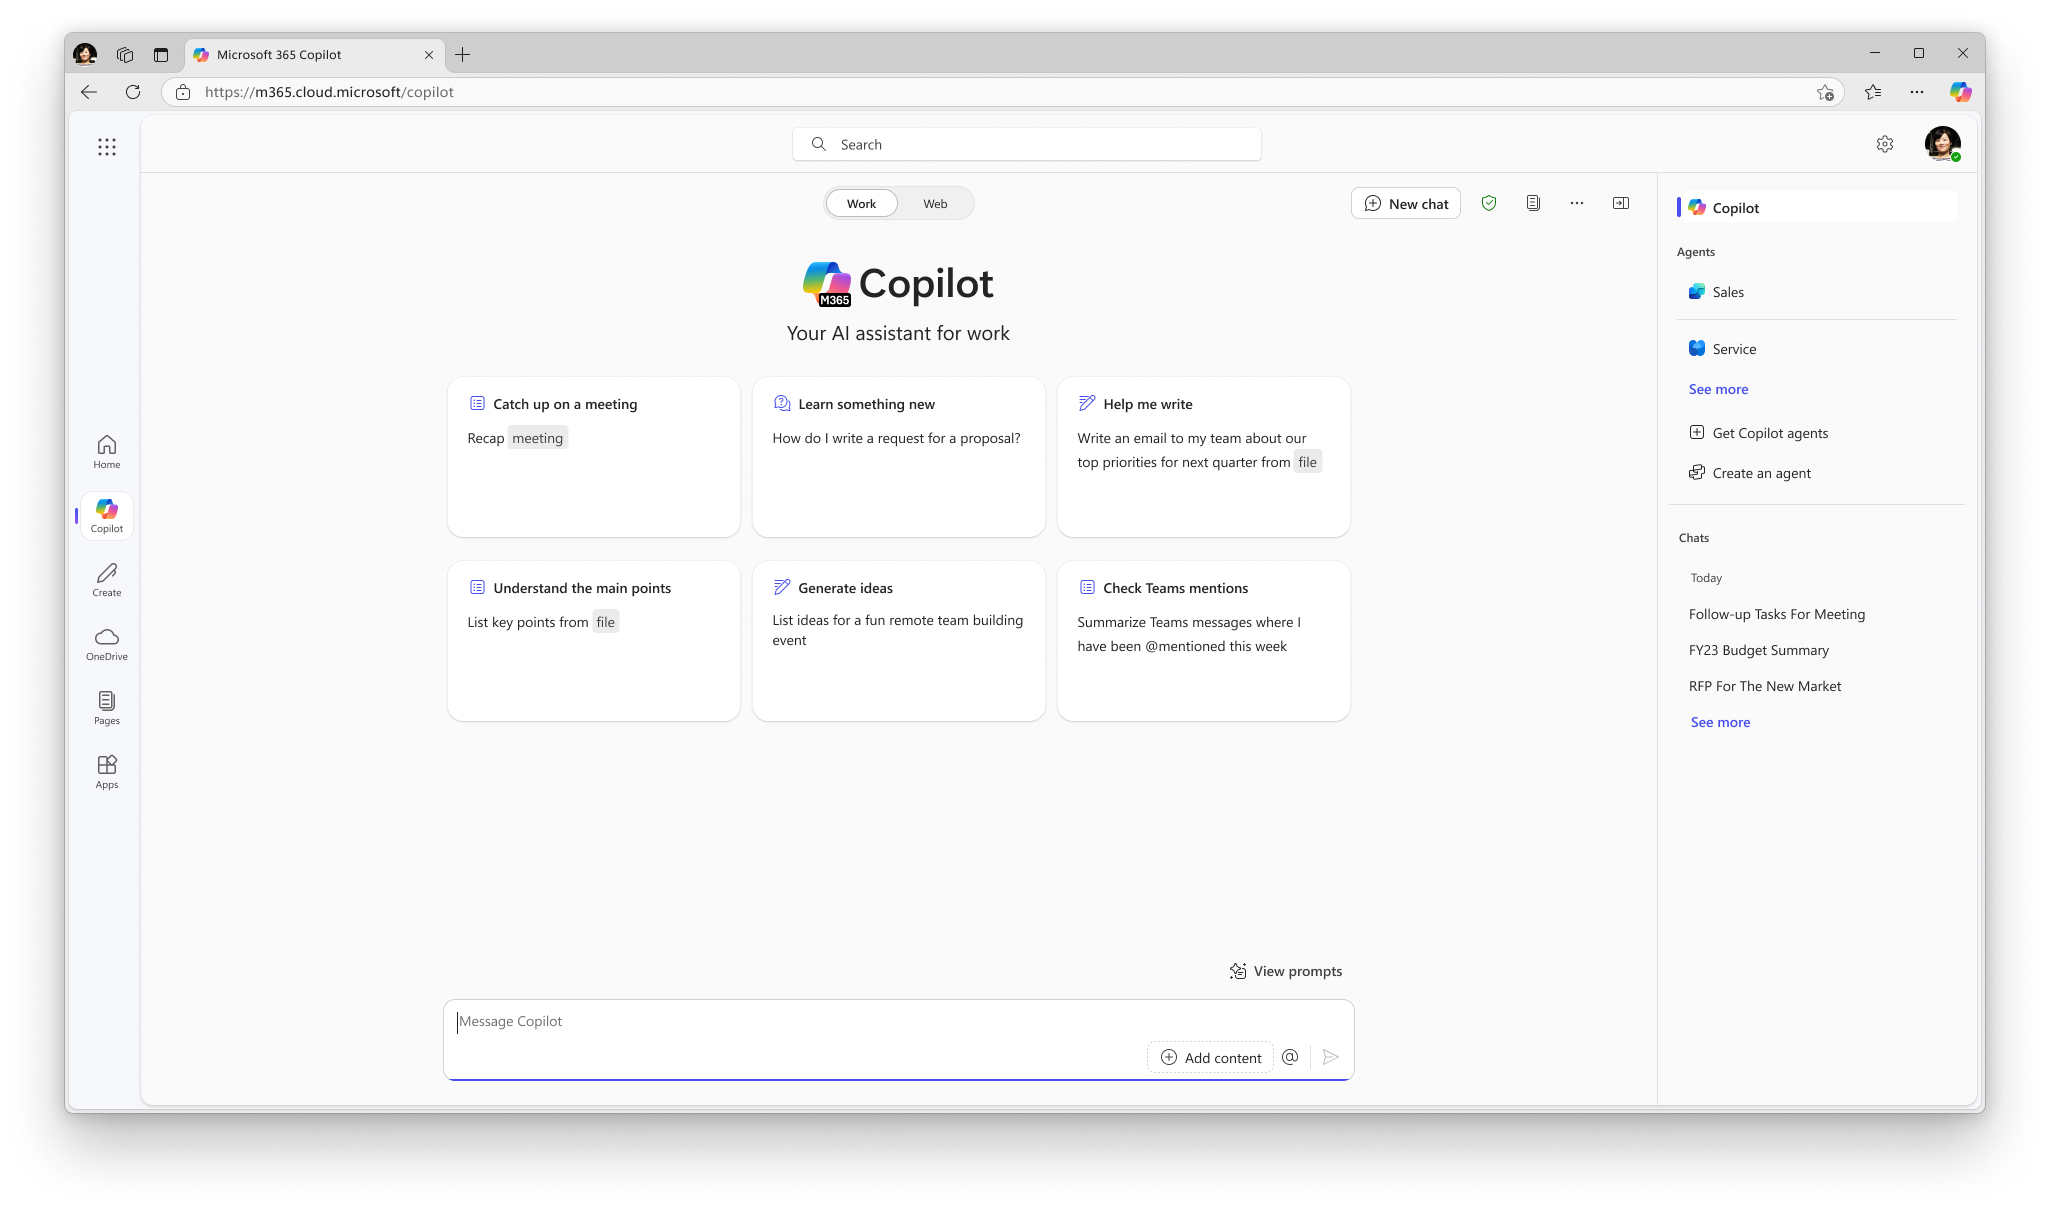 Microsoft 365 Copilot
https://m365.cloud.microsoft/copilot
Search
Work
Web
New chat
M365
Copilot
Your AI assistant for work
Catch up on a meeting
Recap meeting
Learn something new
How do I write a request for a proposal?
Help me write
Write an email to my team about our
top priorities for next quarter from file
Understand the main points
List key points from file
Generate ideas
List ideas for a fun remote team building
event
Check Teams mentions
Summarize Teams messages where I
have been @mentioned this week
View prompts
Message Copilot
Add content
Home
Copilot
Create
OneDrive
Pages
Apps
Copilot
Agents
Sales
Service
See more
Get Copilot agents
Create an agent
Chats
Today
Follow-up Tasks For Meeting
FY23 Budget Summary
RFP For The New Market
See more